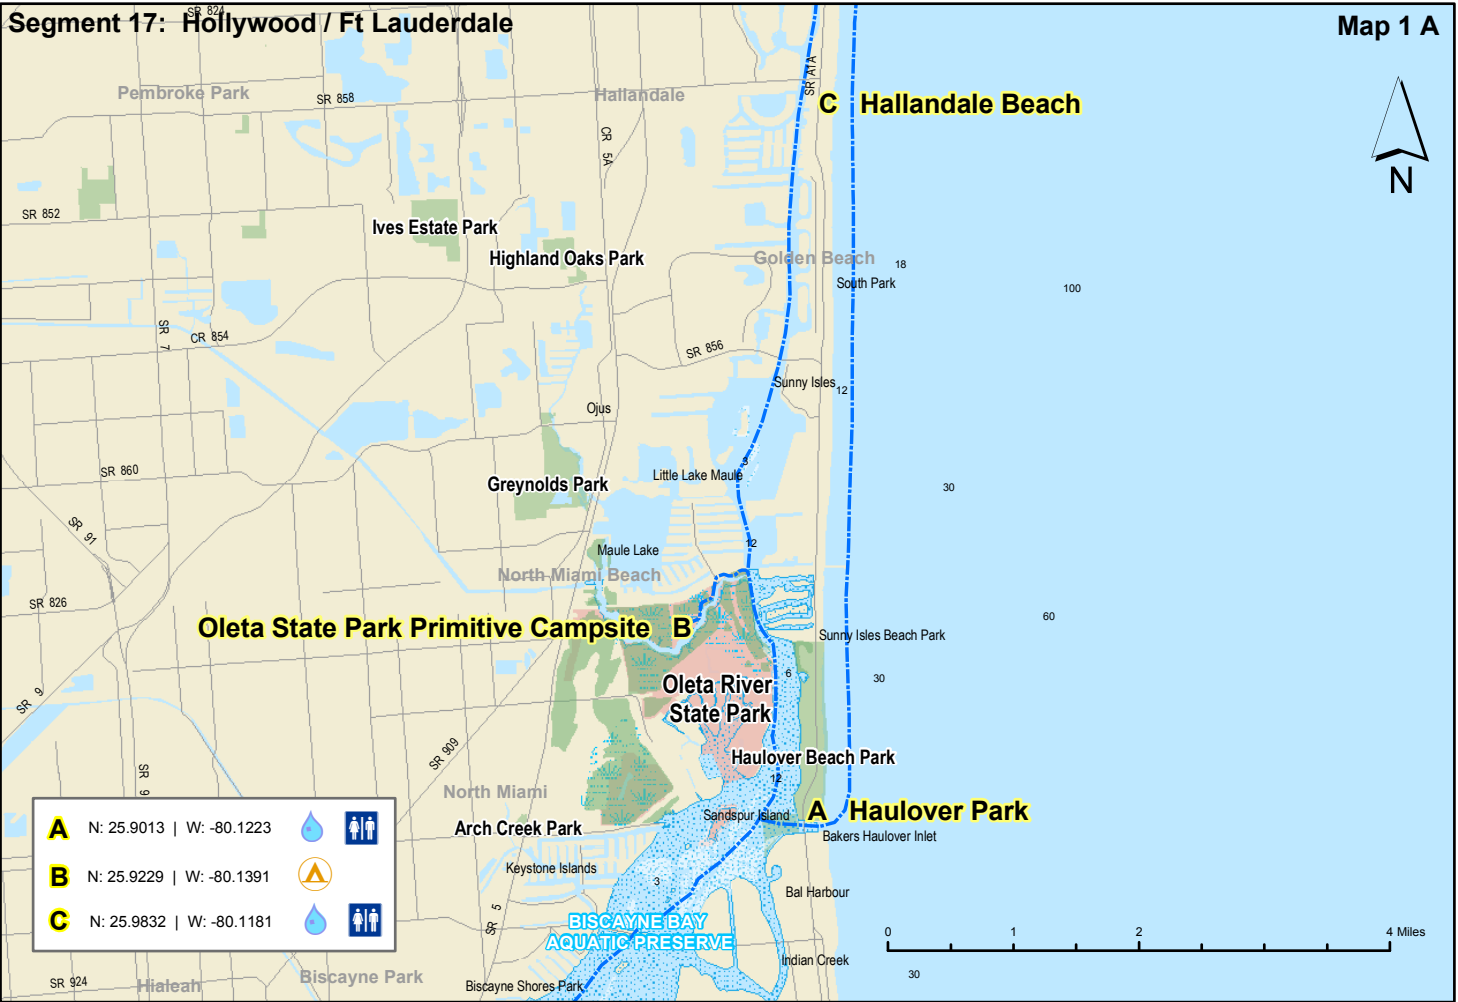 SR 824
Segment 17:  Hollywood / Ft Lauderdale
Map 1 A
SR A1A
Pembroke Park
SR 858
Hallandale
C Hallandale Beach
CR 5A
N
SR 852
Ives Estate Park
Highland Oaks Park
Golden Beach
18
South Park
100
SR 7
CR 854
SR 856
Sunny Isles
12
Ojus
3
SR 860
Little Lake Maule
Greynolds Park
30
SR 91
12
Maule Lake
North Miami Beach
SR 826
60
Oleta State Park Primitive Campsite B
Sunny Isles Beach Park
6
30
Oleta River
State Park
SR 9
SR 909
Haulover Beach Park
SR 9
12
North Miami
Sandspur Island
A Haulover Park
Arch Creek Park
Bakers Haulover Inlet
A N: 25.9013 | W: -80.1223
B N: 25.9229 | W: -80.1391
C N: 25.9832 | W: -80.1181
Keystone Islands
3
Bal Harbour
SR 5
BISCAYNE BAY
AQUATIC PRESERVE
0 1 2 4 Miles
Indian Creek
30
SR 924
Hialeah
Biscayne Park
Biscayne Shores Park